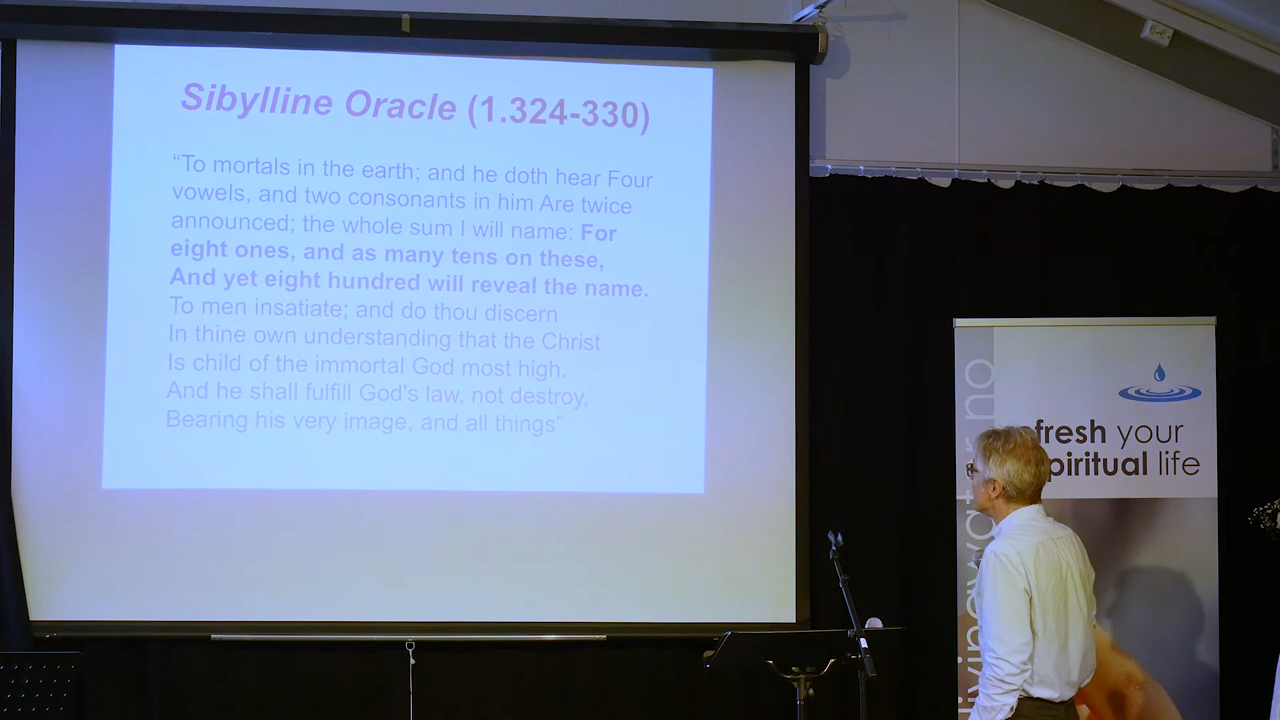 Sibylline Oracle (1.324-330)
“To mortals in the earth; and he doth hear Four
vowels, and two consonants in him Are twice
announced; the whole sum I will name: For
eight ones, and as many tens on these,
And yet eight hundred will reveal the name.
To men insatiate; and do thou discern
In thine own understanding that the Christ
Is child of the immortal God most high.
And he shall fulfill God's law, not destroy,
Bearing his very image, and all things”
fresh your
piritual life